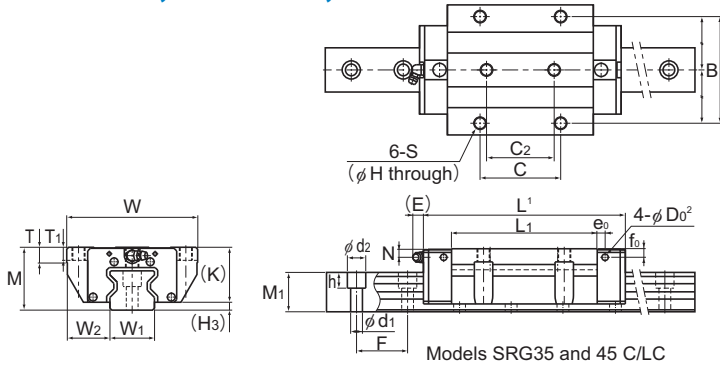 B
6-S
(φH through)
C2
C
W
T
T1
M
(K)
(H3)
W2
W1
(E)
L1
4-φD0²
L1
e0
f0
N
φd2
h
M1
φd1
F
Models SRG35 and 45 C/LC